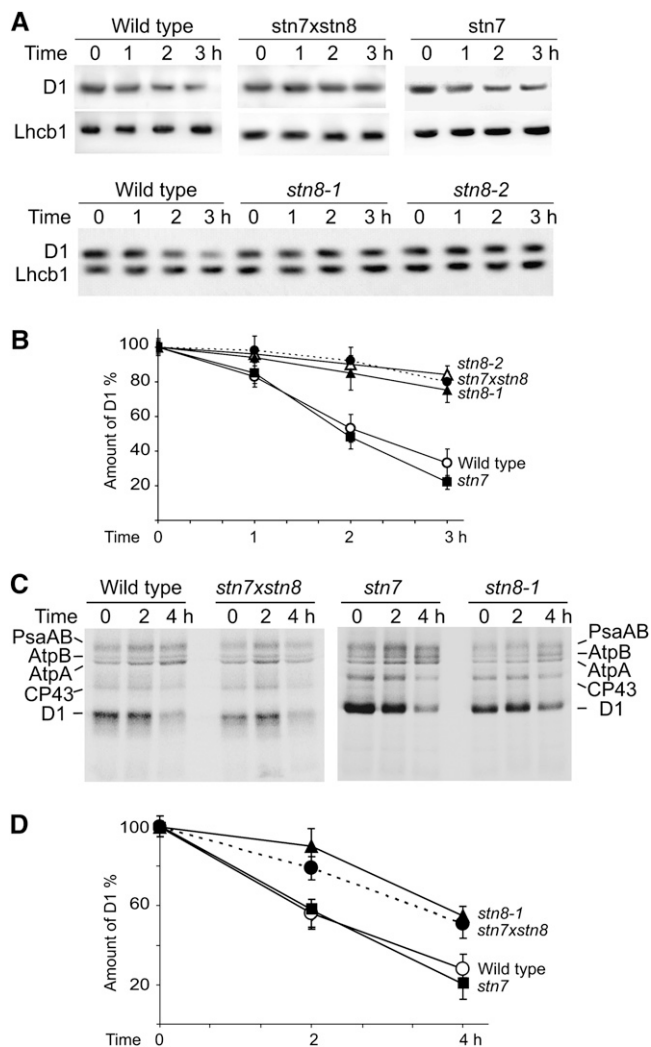 A
Wild type stn7xstn8 stn7
Time 0 1 2 3 h 0 1 2 3 h 0 1 2 3 h
D1
Lhcb1
Wild type stn8-1 stn8-2
Time 0 1 2 3 h 0 1 2 3 h 0 1 2 3 h
D1
Lhcb1
B
Amount of D1 %
100
80
60
40
20
stn8-2
stn7xstn8
stn8-1
Wild type
stn7
Time 0 1 2 3 h
C
Wild type stn7xstn8 stn7 stn8-1
Time 0 2 4 h 0 2 4 h 0 2 4 h 0 2 4 h
PsaAB
AtpB
AtpA
CP43
D1
PsaAB
AtpB
AtpA
CP43
D1
D
Amount of D1 %
100
60
20
stn8-1
stn7xstn8
Wild type
stn7
Time 0 2 4 h